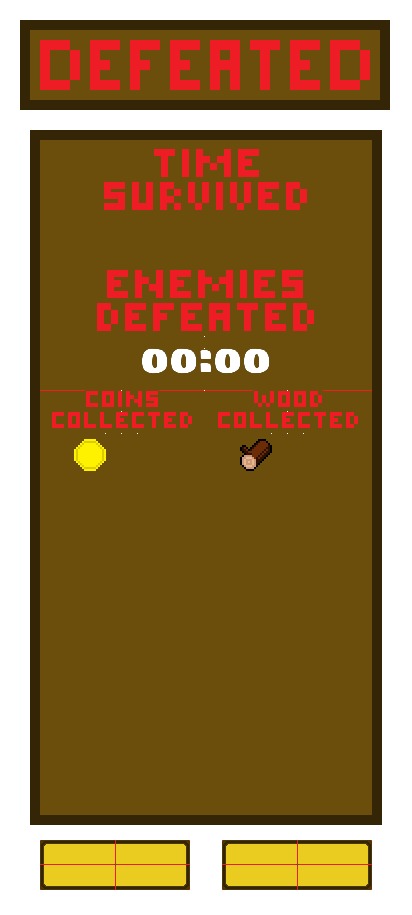 DEFEATED
TIME
SURVIVED
ENEMIES
DEFEATED
00:00
COINS WOOD
COLLECTED COLLECTED